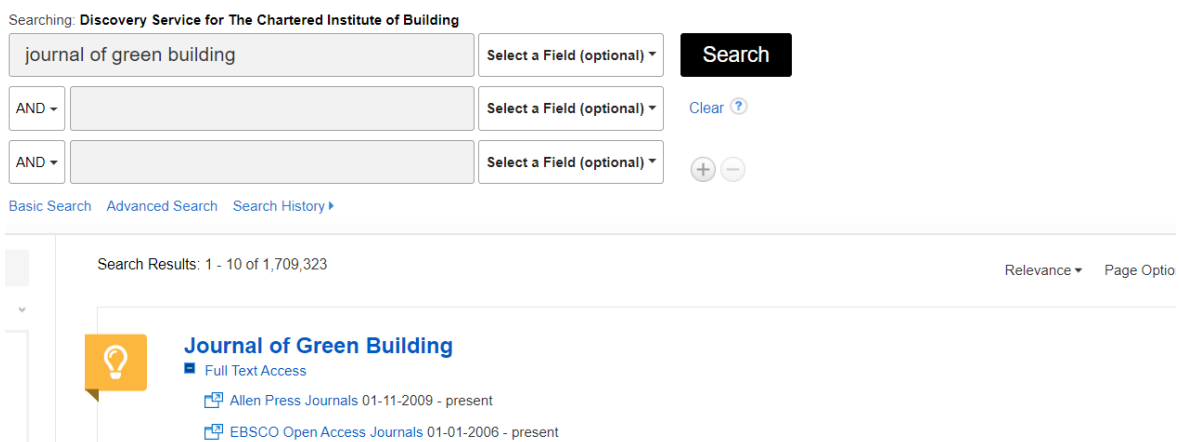 Searching: Discovery Service for The Chartered Institute of Building
journal of green building Select a Field (optional) Search
AND Select a Field (optional) Clear ?
AND Select a Field (optional)
Basic Search Advanced Search Search History
Search Results: 1 - 10 of 1,709,323 Relevance Page Optio
Journal of Green Building
Full Text Access
Allen Press Journals 01-11-2009 - present
EBSCO Open Access Journals 01-01-2006 - present